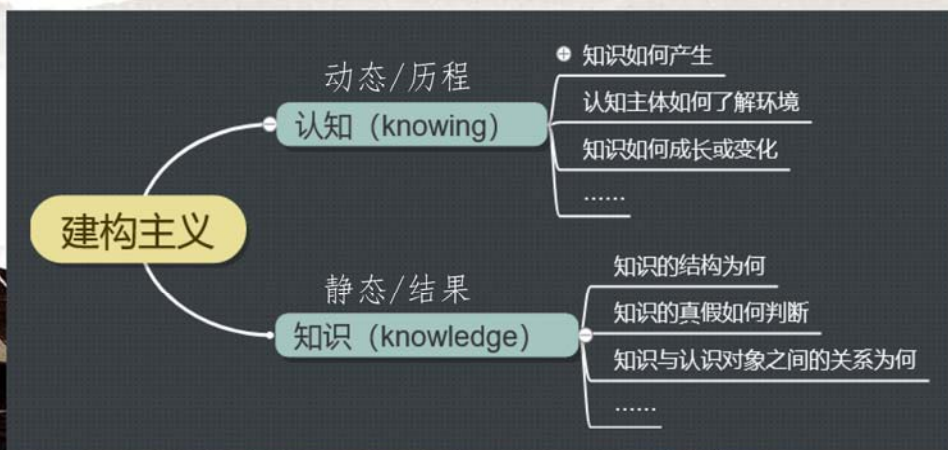 建构主义
动态/历程
认知（knowing）
知识如何产生
认知主体如何了解环境
知识如何成长或变化
……
静态/结果
知识（knowledge）
知识的结构为何
知识的真假如何判断
知识与认识对象之间的关系为何
……